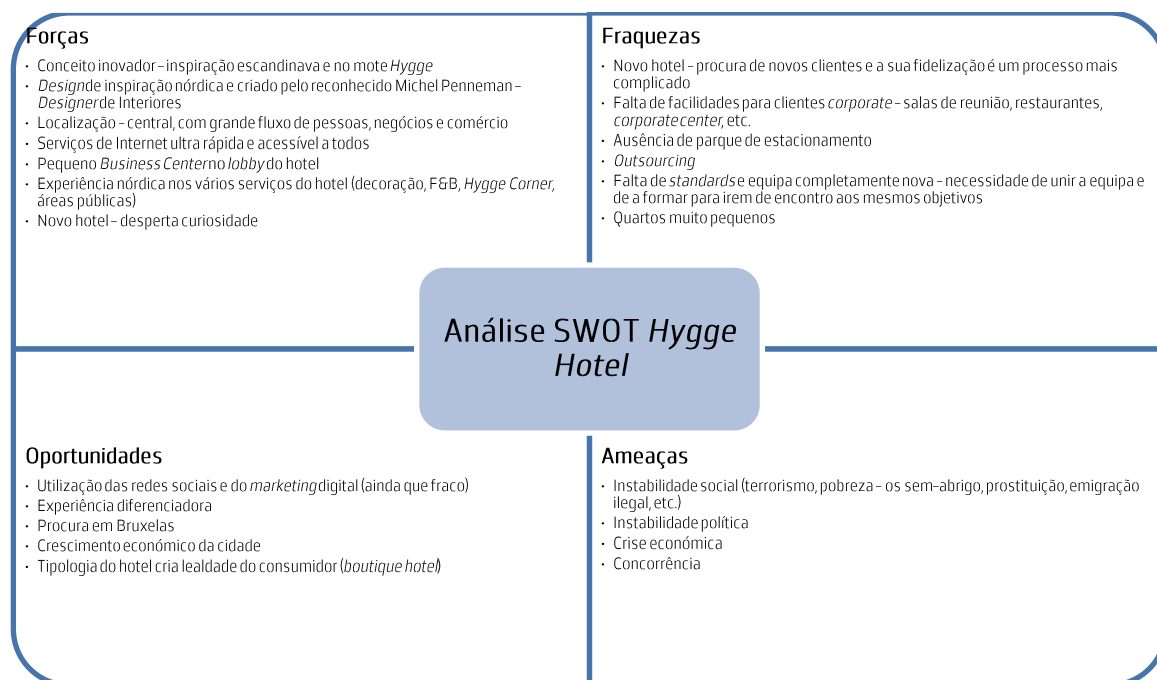 Forças
• Conceito inovador – inspiração escandinava e no mote Hygge
• Design de inspiração nórdica e criado pelo reconhecido Michel Penneman –
Designer de Interiores
• Localização – central, com grande fluxo de pessoas, negócios e comércio
• Serviços de Internet ultra rápida e acessível a todos
• Pequeno Business Center no lobby do hotel
• Experiência nórdica nos vários serviços do hotel (decoração, F&B, Hygge Corner,
áreas públicas)
• Novo hotel – desperta curiosidade
Fraquezas
• Novo hotel – procura de novos clientes e a sua fidelização é um processo mais
complicado
• Falta de facilidades para clientes corporate – salas de reunião, restaurantes,
corporate center, etc.
• Ausência de parque de estacionamento
• Outsourcing
• Falta de standards e equipa completamente nova – necessidade de unir a equipa e
de a formar para irem de encontro aos mesmos objetivos
• Quartos muito pequenos
Análise SWOT Hygge
Hotel
Oportunidades
• Utilização das redes sociais e do marketing digital (ainda que fraco)
• Experiência diferenciadora
• Procura em Bruxelas
• Crescimento económico da cidade
• Tipologia do hotel cria lealdade do consumidor (boutique hotel)
Ameaças
• Instabilidade social (terrorismo, pobreza – os sem-abrigo, prostituição, emigração
ilegal, etc.)
• Instabilidade política
• Crise económica
• Concorrência